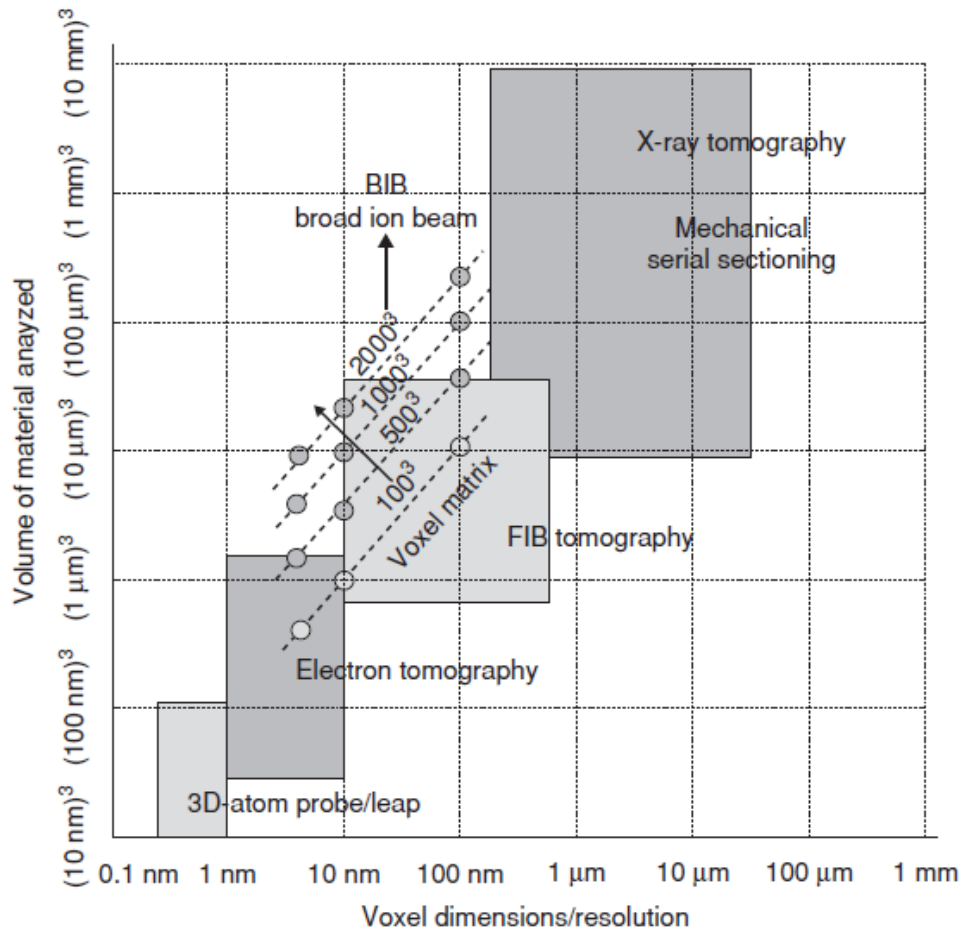 (10 mm)³
(1 mm)³
(100 μm)³
(10 μm)³
(1 μm)³
(100 nm)³
(10 nm)³
Volume of material anayzed
X-ray tomography
BIB
broad ion beam
Mechanical
serial sectioning
2000³
1000³
500³
100³
Voxel matrix
FIB tomography
Electron tomography
3D-atom probe/leap
0.1 nm 1 nm 10 nm 100 nm 1 μm 10 μm 100 μm 1 mm
Voxel dimensions/resolution